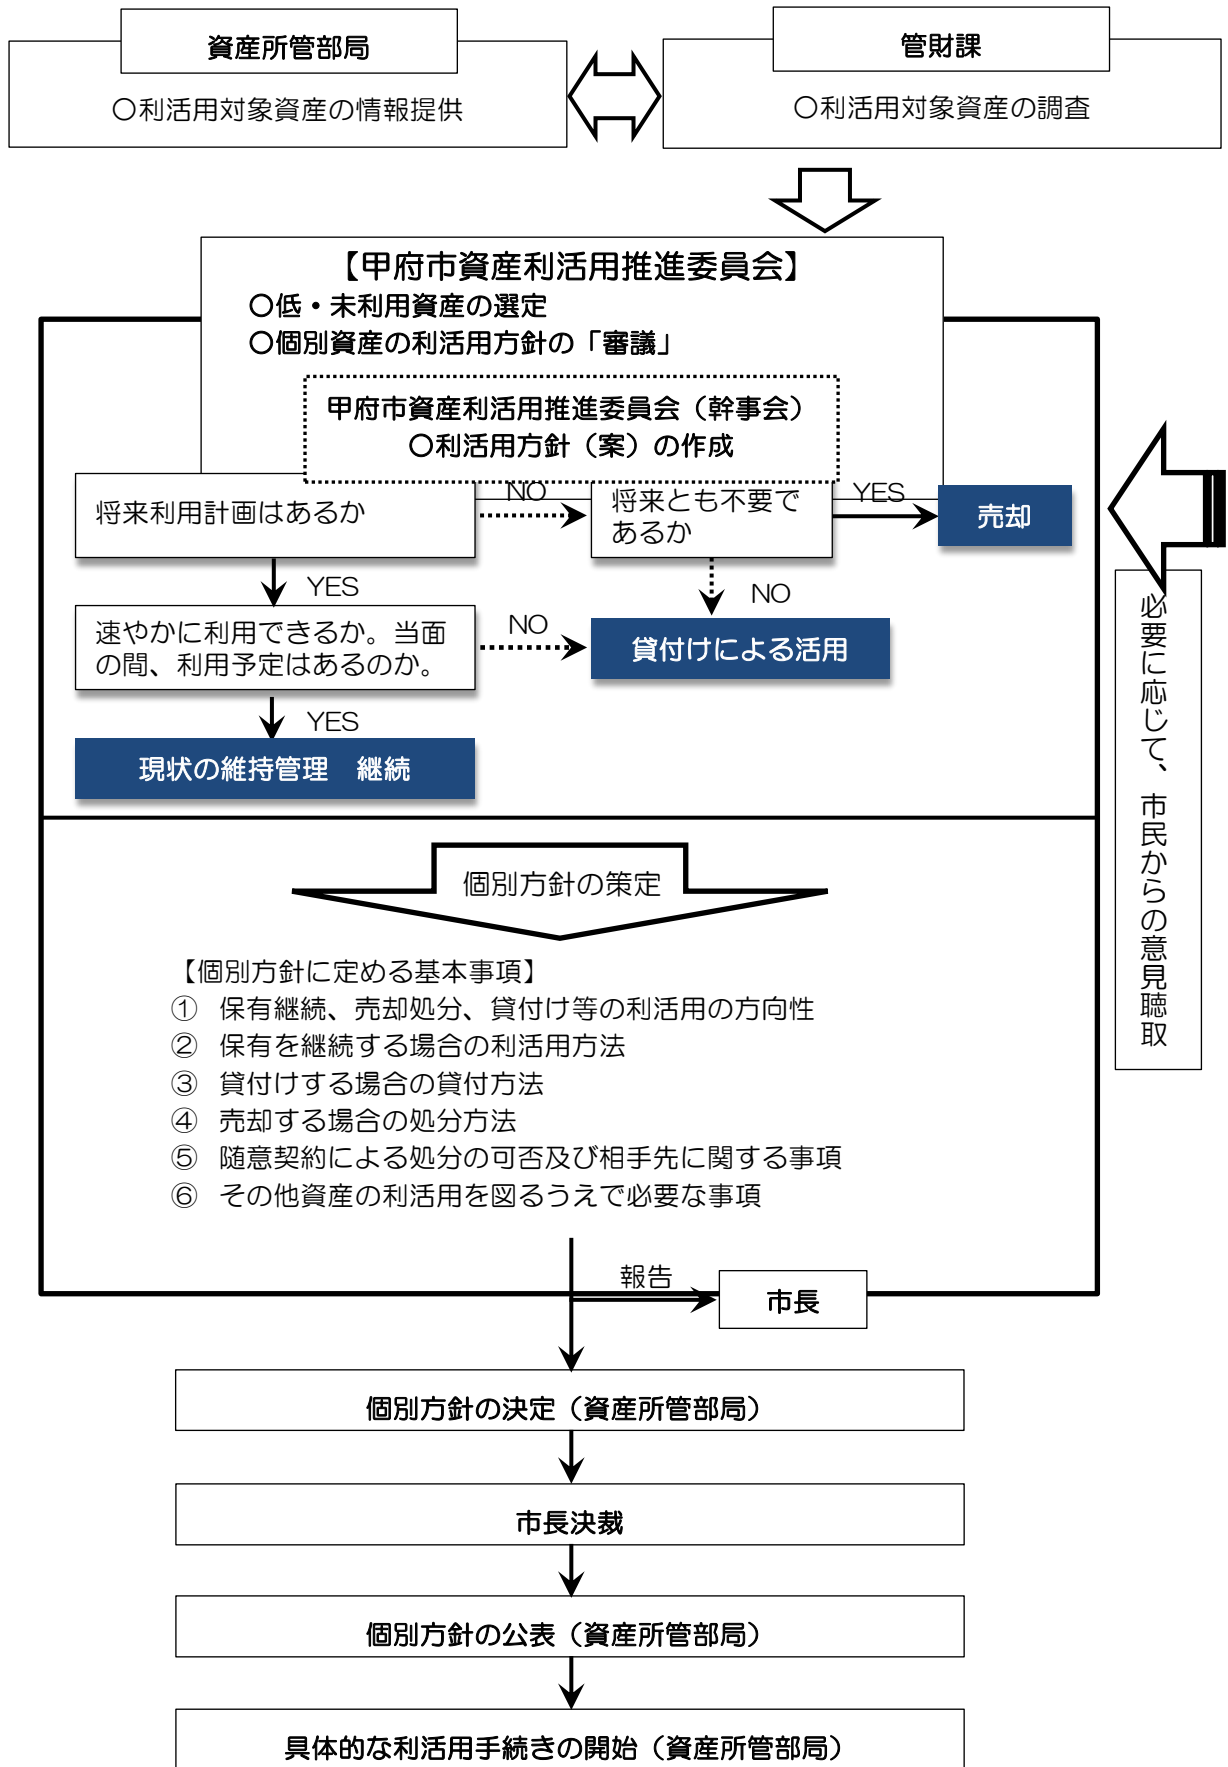 資産所管部局
〇利活用対象資産の情報提供
管財課
〇利活用対象資産の調査
【甲府市資産利活用推進委員会】
〇低・未利用資産の選定
〇個別資産の利活用方針の「審議」
甲府市資産利活用推進委員会（幹事会）
〇利活用方針（案）の作成
将来利用計画はあるか
NO
将来とも不要で
あるか
YES
売却
YES
NO
速やかに利用できるか。当面
の間、利用予定はあるのか。
NO
貸付けによる活用
YES
現状の維持管理　継続
必要に応じて、市民からの意見聴取
個別方針の策定
【個別方針に定める基本事項】
① 保有継続、売却処分、貸付け等の利活用の方向性
② 保有を継続する場合の利活用方法
③ 貸付けする場合の貸付方法
④ 売却する場合の処分方法
⑤ 随意契約による処分の可否及び相手先に関する事項
⑥ その他資産の利活用を図るうえで必要な事項
報告
市長
個別方針の決定（資産所管部局）
市長決裁
個別方針の公表（資産所管部局）
具体的な利活用手続きの開始（資産所管部局）